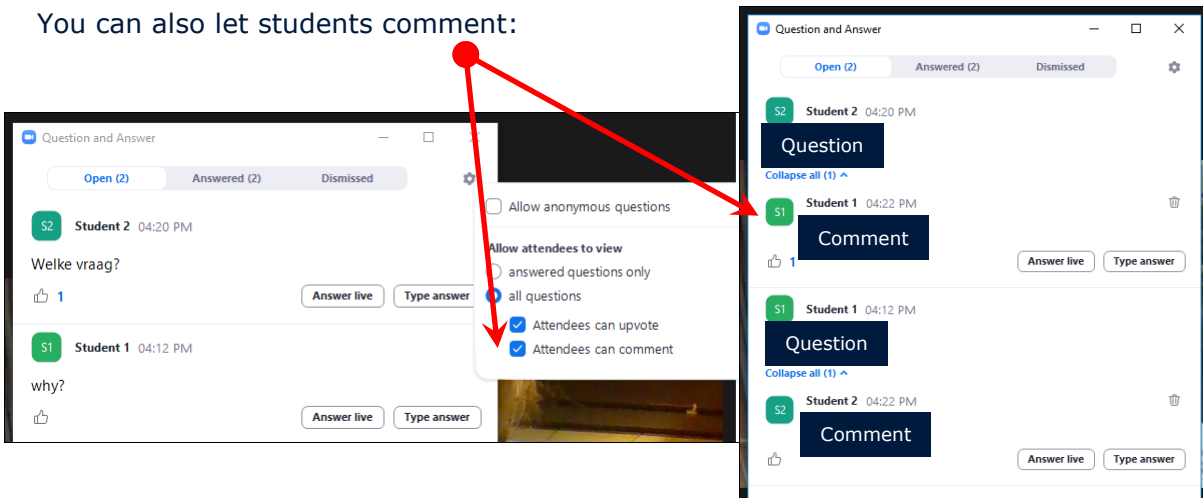 You can also let students comment:
Question and Answer
Open (2) Answered (2) Dismissed
S2 Student 2 04:20 PM
Welke vraag?
1 Answer live Type answer
S1 Student 1 04:12 PM
why?
Answer live Type answer
Allow anonymous questions
Allow attendees to view
answered questions only
all questions
Attendees can upvote
Attendees can comment
Question and Answer
Open (2) Answered (2) Dismissed
S2 Student 2 04:20 PM
Question
Collapse all (1)
S1 Student 1 04:22 PM
Comment
1 Answer live Type answer
S1 Student 1 04:12 PM
Question
Collapse all (1)
S2 Student 2 04:22 PM
Comment
Answer live Type answer